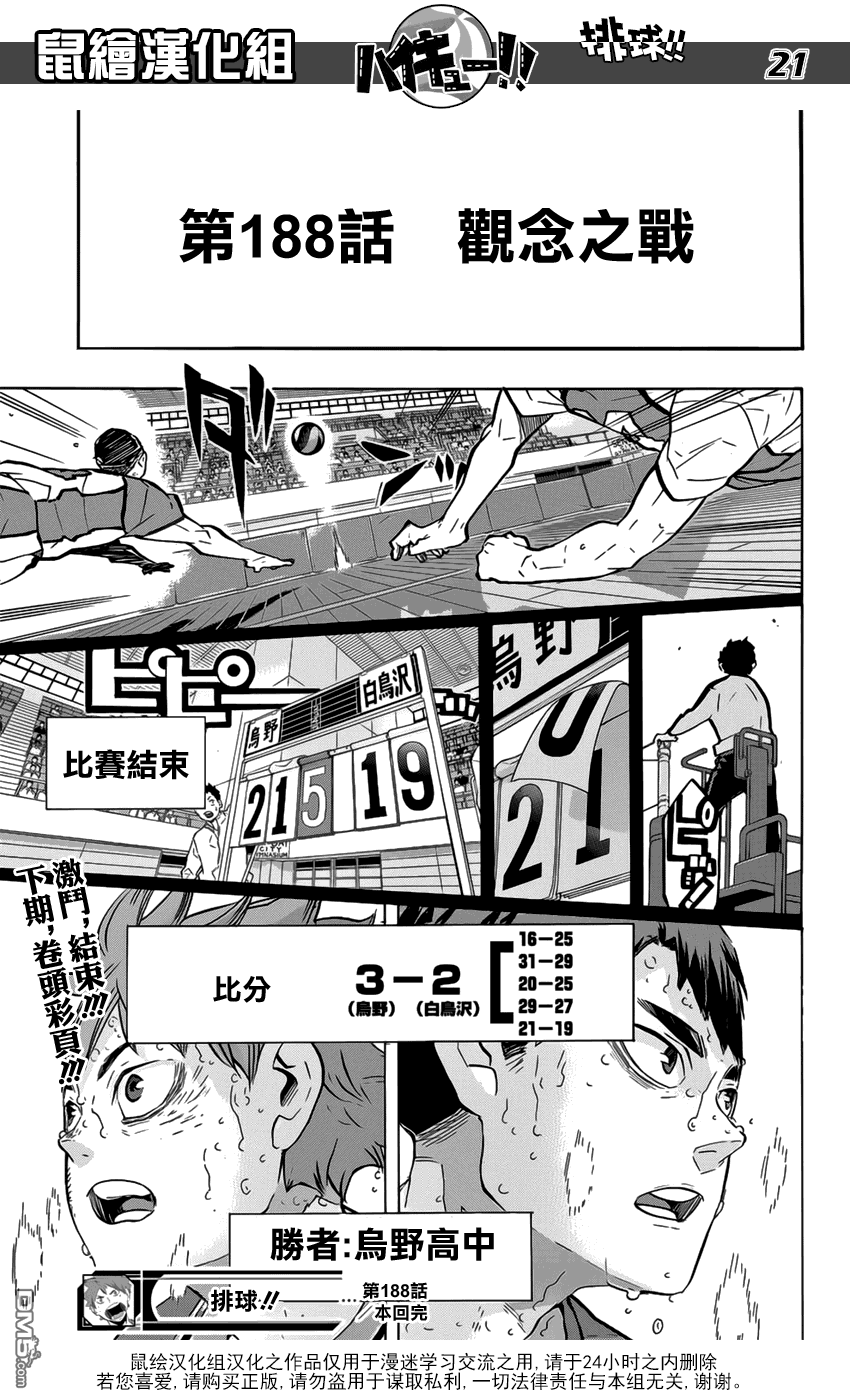 鼠繪漢化組
ハイキュー!!
排球!!
21
第188話 觀念之戰
ダッ
烏野
0
21
ピッ
ピピピーーー
烏野
白鳥沢
21 5 19
CITY
GYMNASIUM
比賽結束
激鬥,結束!!!
下期,卷頭彩頁!!!
比分
3-2
(烏野) (白鳥沢)
16-25
31-29
20-25
29-27
21-19
勝者:烏野高中
排球!!
第188話
…╱本回完
鼠绘汉化组汉化之作品仅用于漫迷学习交流之用, 请于24小时之内删除
若您喜爱, 请购买正版, 请勿盗用于谋取私利, 一切法律责任与本组无关, 谢谢。